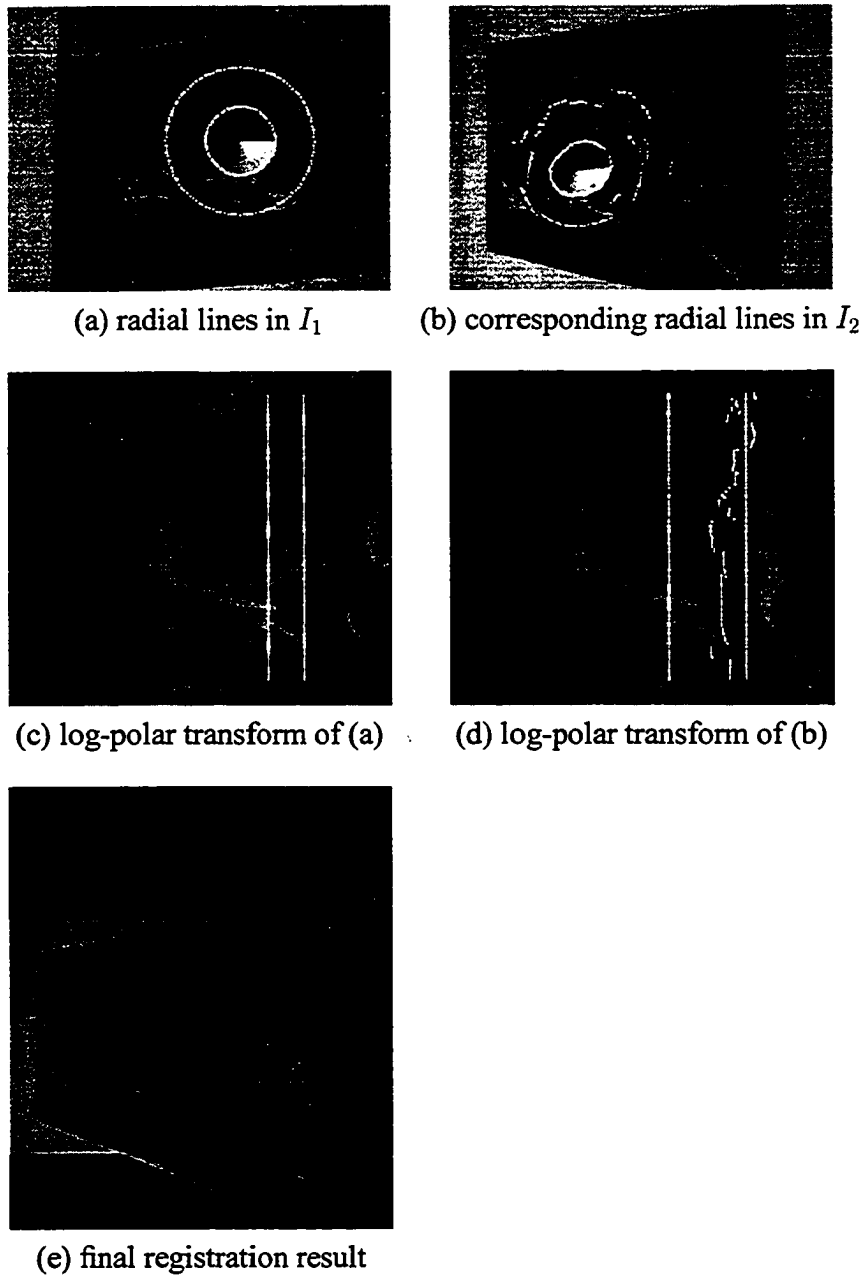 (a) radial lines in I₁
(b) corresponding radial lines in I₂
(c) log-polar transform of (a)
(d) log-polar transform of (b)
(e) final registration result